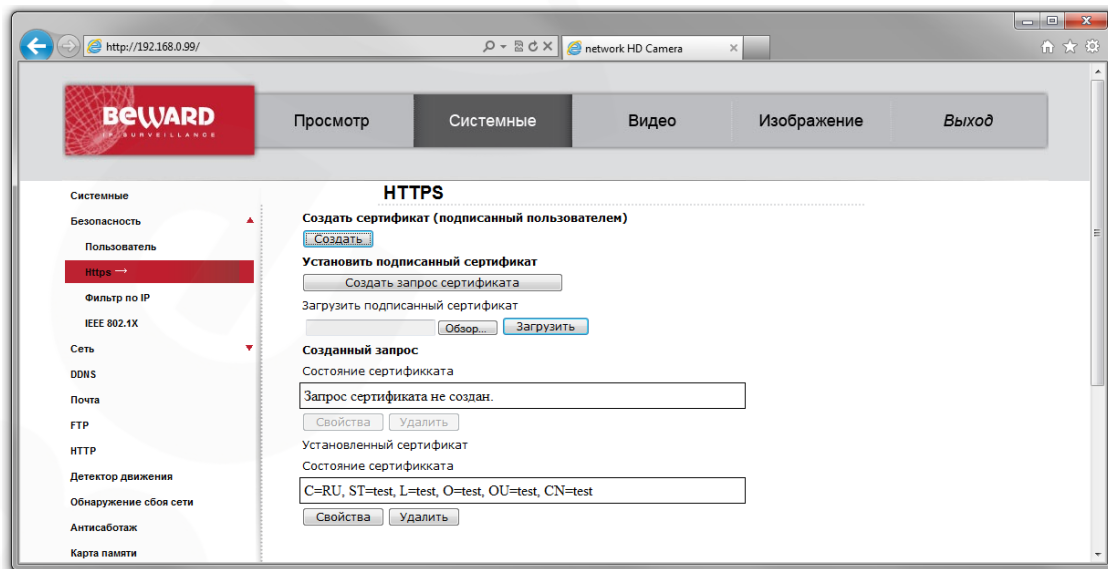 http://192.168.0.99/
network HD Camera
BEWARD
IP SURVEILLANCE
Просмотр
Системные
Видео
Изображение
Выход
Системные
Безопасность
Пользователь
Https →
Фильтр по IP
IEEE 802.1X
Сеть
DDNS
Почта
FTP
HTTP
Детектор движения
Обнаружение сбоя сети
Антисаботаж
Карта памяти
HTTPS
Создать сертификат (подписанный пользователем)
Создать
Установить подписанный сертификат
Создать запрос сертификата
Загрузить подписанный сертификат
Обзор... Загрузить
Созданный запрос
Состояние сертифкката
Запрос сертификата не создан.
Свойства Удалить
Установленный сертификат
Состояние сертифкката
C=RU, ST=test, L=test, O=test, OU=test, CN=test
Свойства Удалить